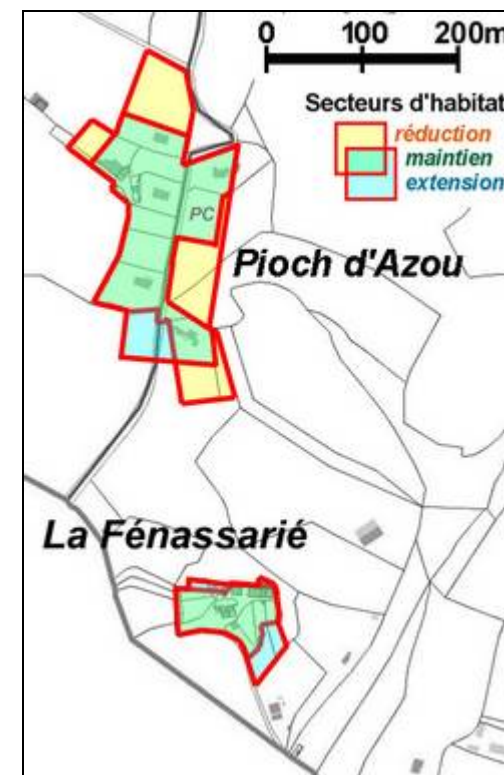 0 100 200m
Secteurs d'habitat
réduction
maintien
extension
PC
Pioch d'Azou
La Fénassarié